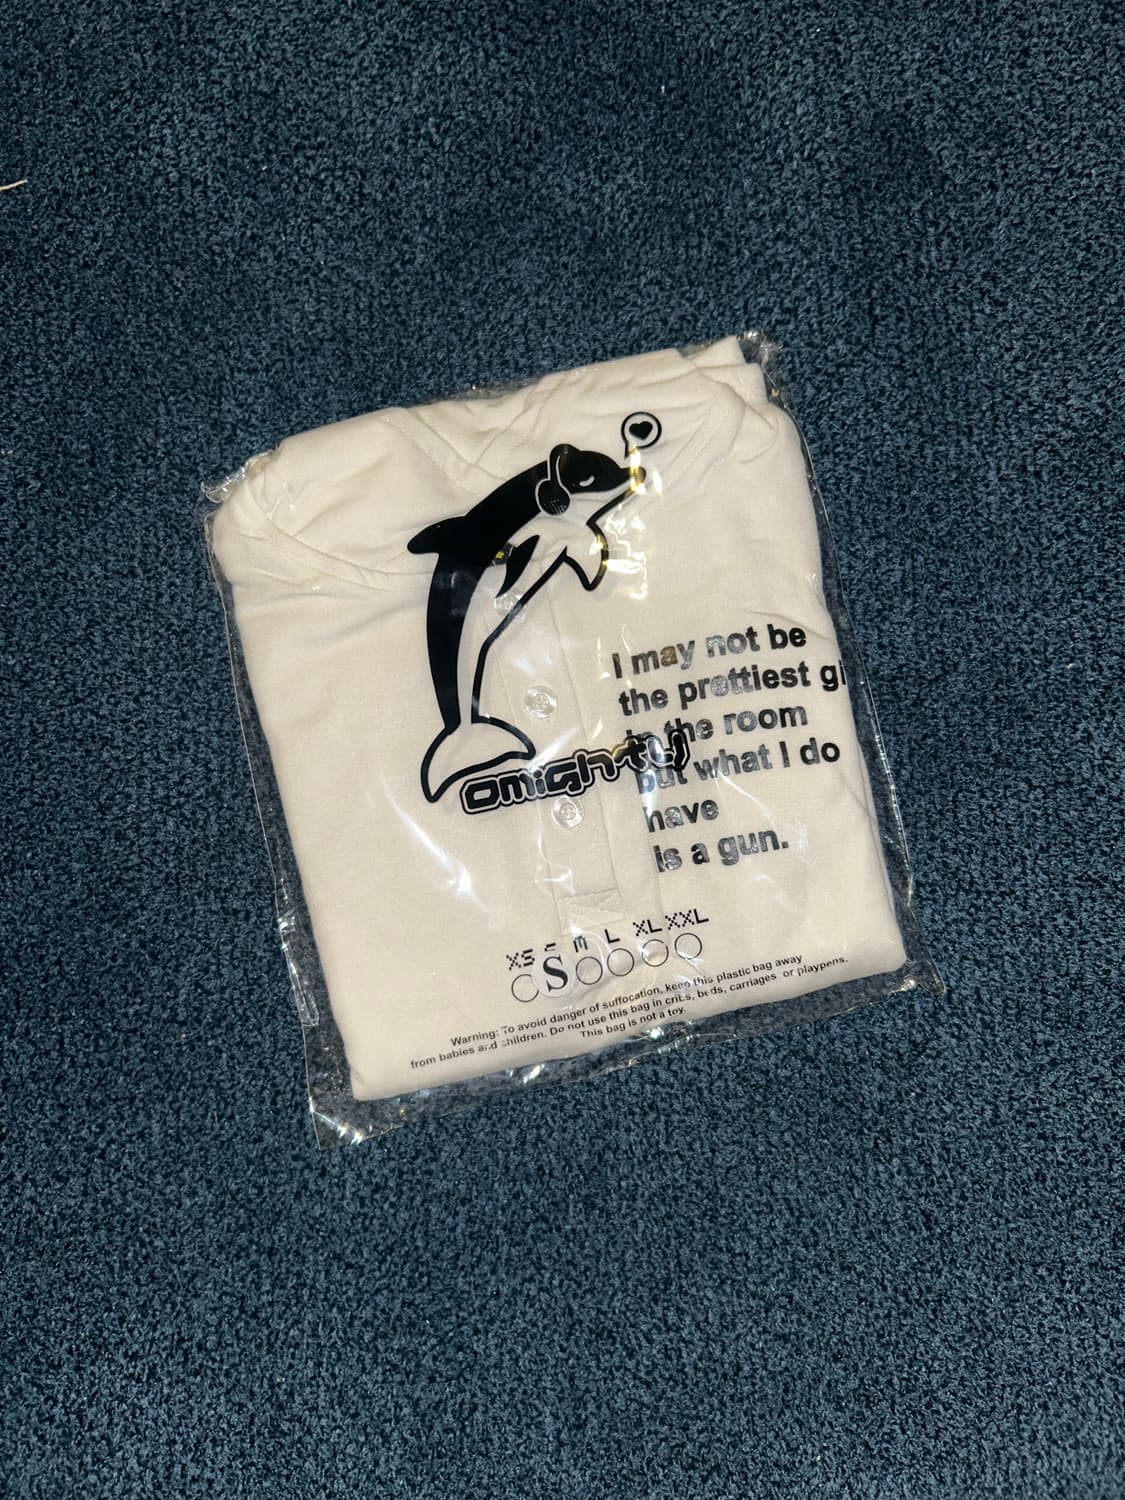 I may not be
the prettiest gi
in the room
but what I do
have
is a gun.
omighty
XS S M L XL XXL
S
Warning: To avoid danger of suffocation, keep this plastic bag away
from babies and children. Do not use this bag in cribs, beds, carriages or playpens.
This bag is not a toy.